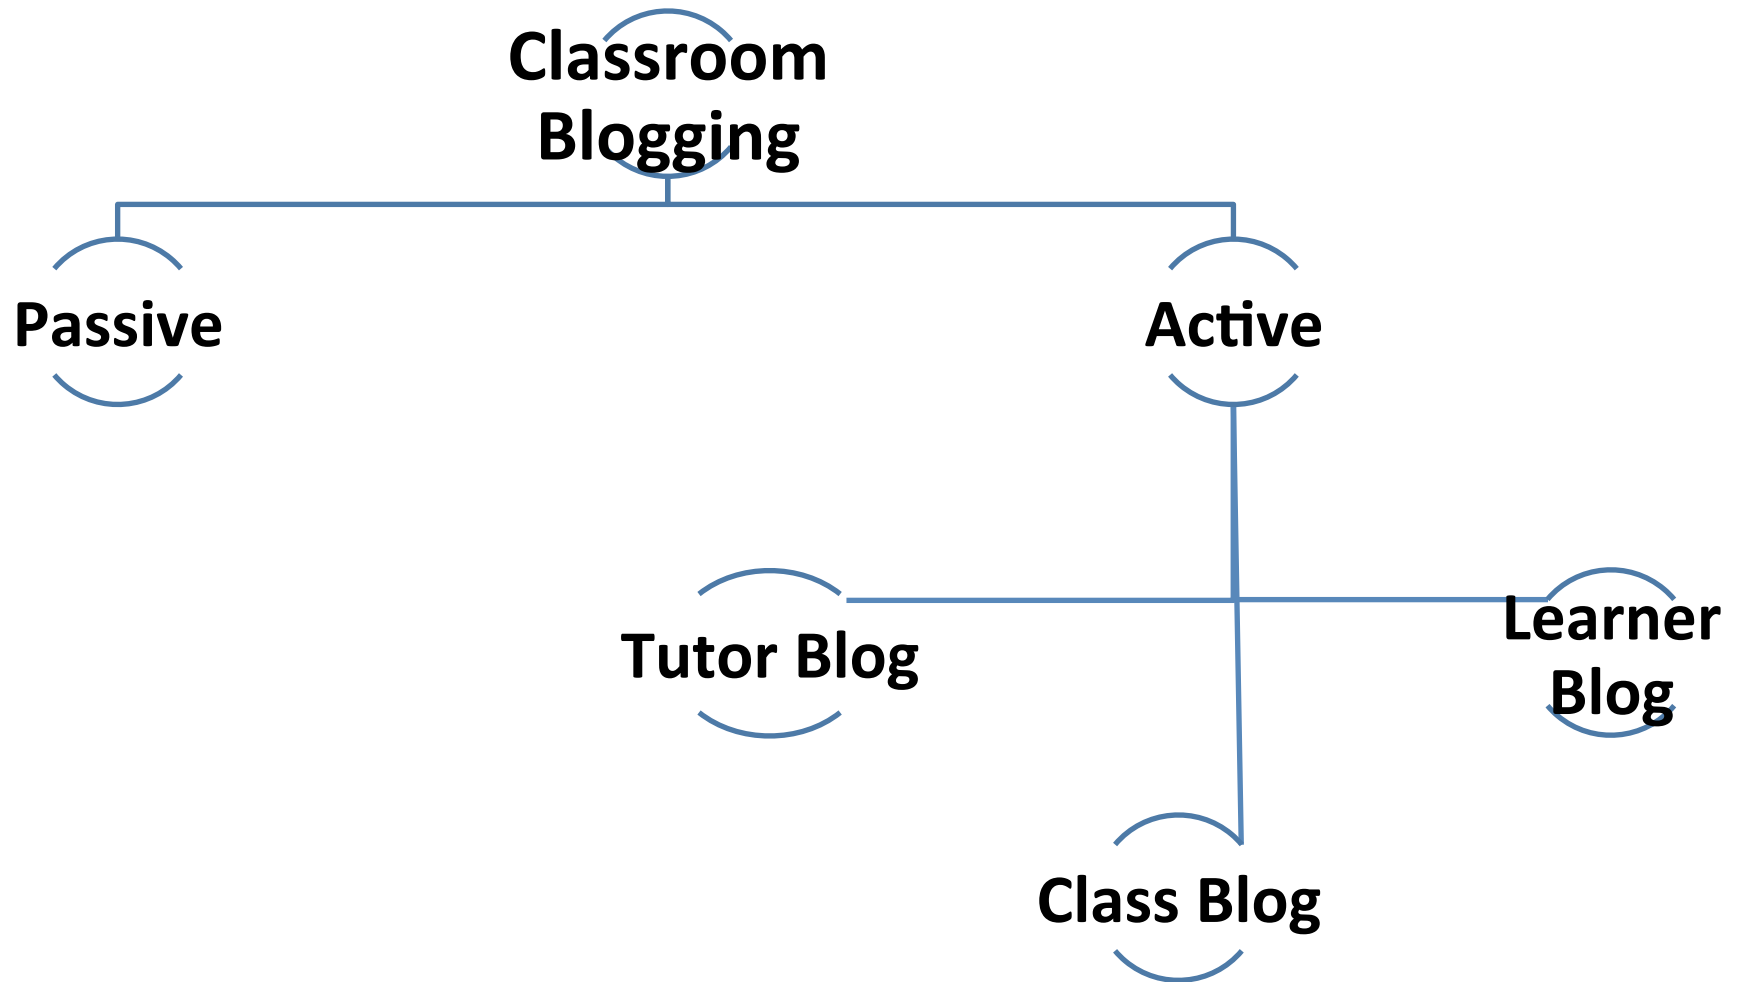 Classroom
Blogging
Passive
Active
Tutor Blog
Learner
Blog
Class Blog